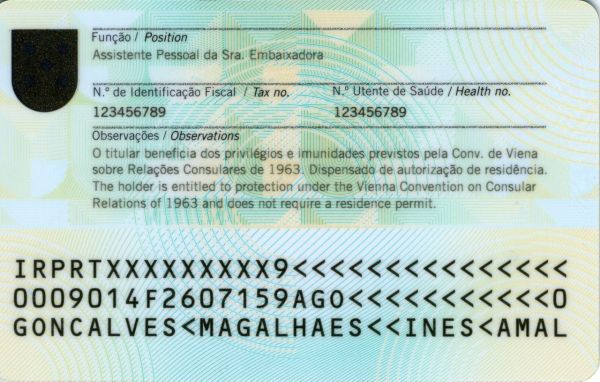 Função / Position
Assistente Pessoal da Sra. Embaixadora
N.º de Identificação Fiscal / Tax no. N.º Utente de Saúde / Health no.
123456789 123456789
Observações / Observations
O titular beneficia dos privilégios e imunidades previstos pela Conv. de Viena
sobre Relações Consulares de 1963. Dispensado de autorização de residência.
The holder is entitled to protection under the Vienna Convention on Consular
Relations of 1963 and does not require a residence permit.
IRPRTXXXXXXXXX9<<<<<<<<<<<<<<<
0009014F2607159AGO<<<<<<<<<<<0
GONCALVES<MAGALHAES<<INES<AMAL